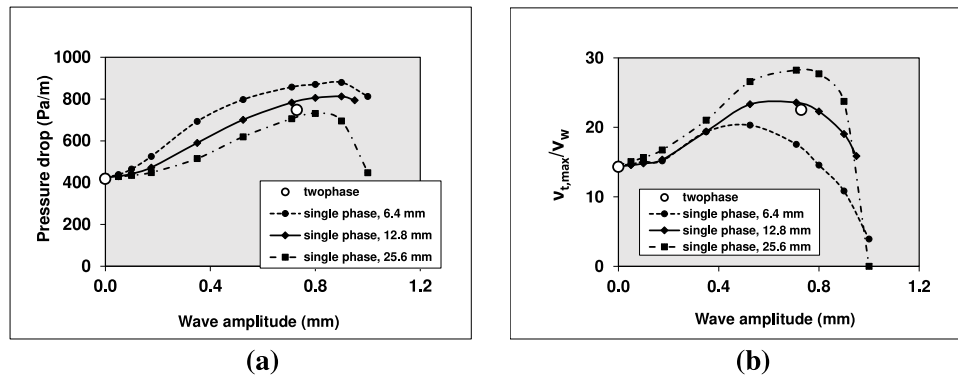 1000
800
600
400
200
0
Pressure drop (Pa/m)
0.0 0.4 0.8 1.2
Wave amplitude (mm)
twophase
single phase, 6.4 mm
single phase, 12.8 mm
single phase, 25.6 mm
(a)
30
20
10
0
vt,max/vw
0.0 0.4 0.8 1.2
Wave amplitude (mm)
twophase
single phase, 6.4 mm
single phase, 12.8 mm
single phase, 25.6 mm
(b)